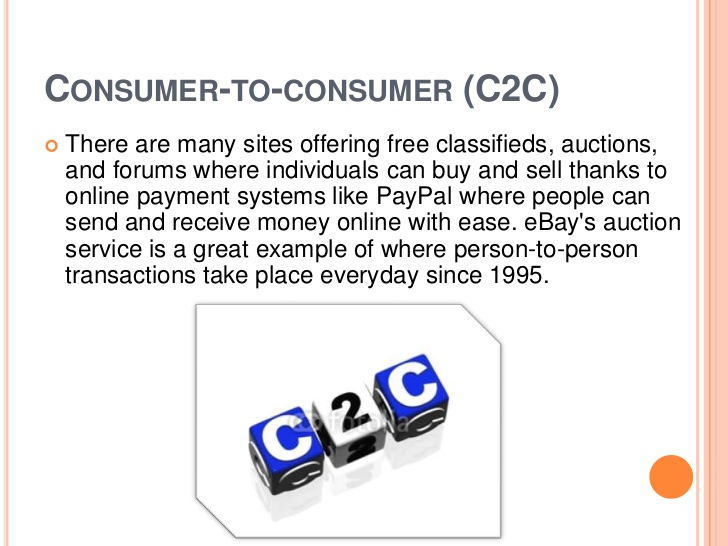 CONSUMER-TO-CONSUMER (C2C)
There are many sites offering free classifieds, auctions,
and forums where individuals can buy and sell thanks to
online payment systems like PayPal where people can
send and receive money online with ease. eBay's auction
service is a great example of where person-to-person
transactions take place everyday since 1995.
C 2 C
fotolia